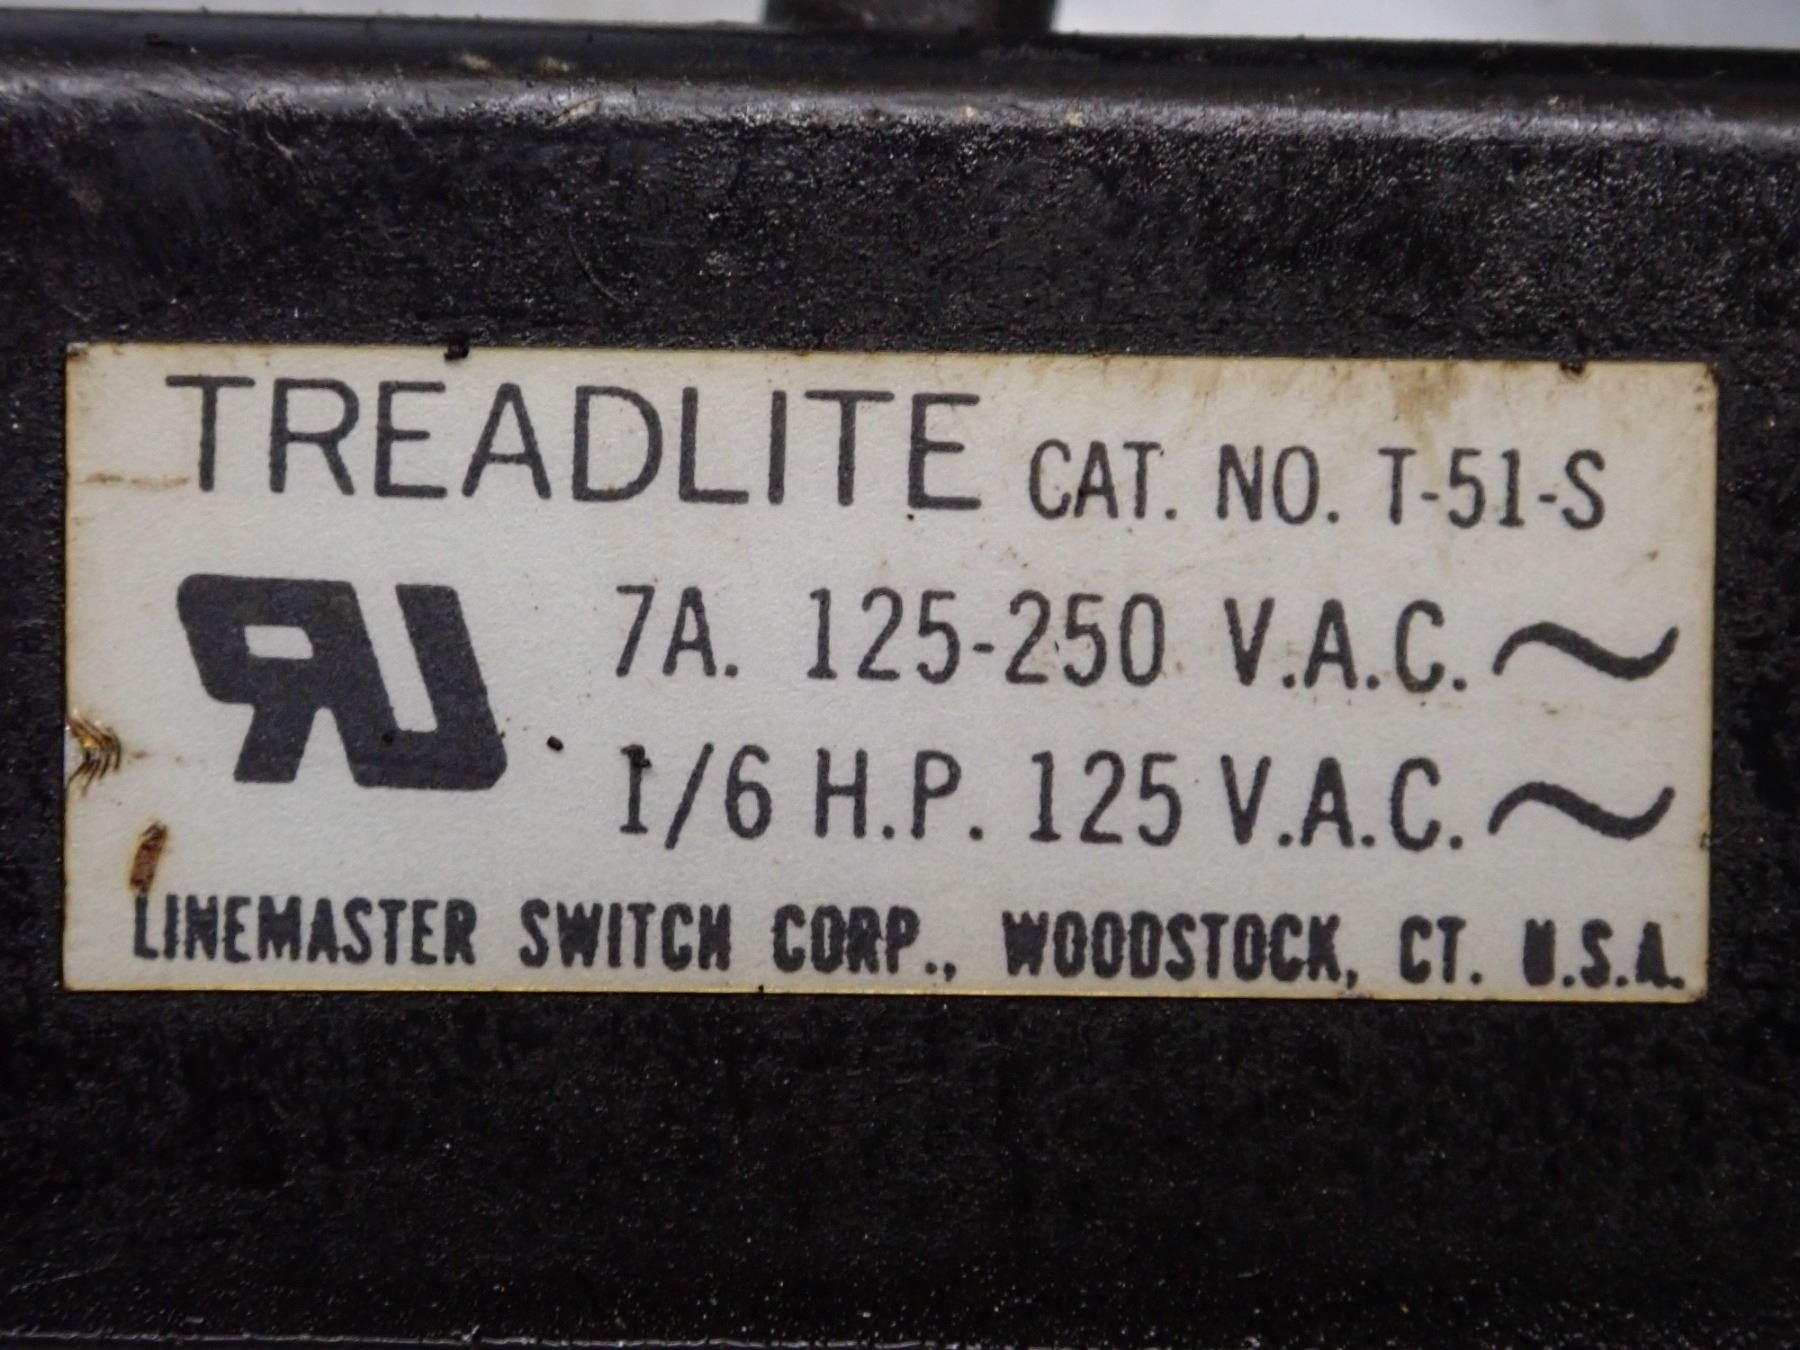 TREADLITE CAT. NO. T-51-S
7A. 125-250 V.A.C. ~
1/6 H.P. 125 V.A.C. ~
LINEMASTER SWITCH CORP., WOODSTOCK, CT. U.S.A.